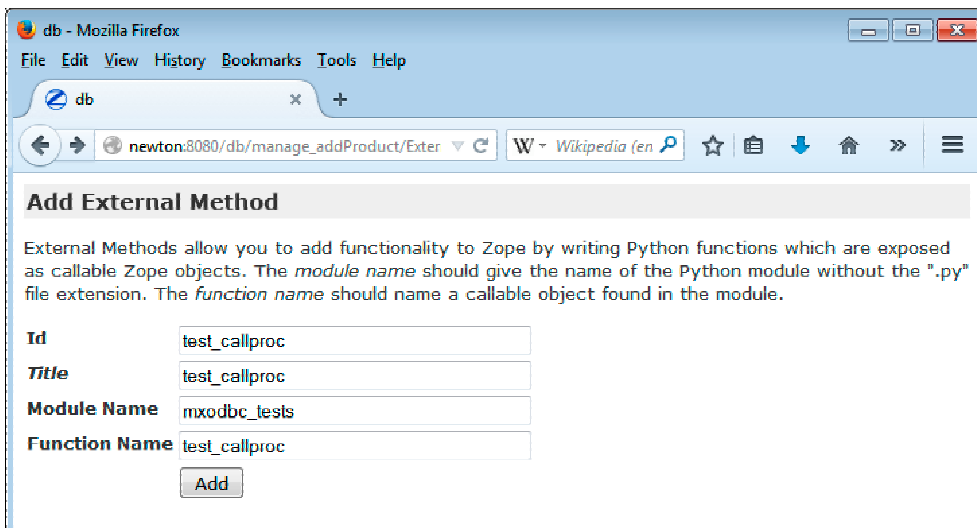 db - Mozilla Firefox
File Edit View History Bookmarks Tools Help
db
newton:8080/db/manage_addProduct/Exter W Wikipedia (en
Add External Method
External Methods allow you to add functionality to Zope by writing Python functions which are exposed
as callable Zope objects. The module name should give the name of the Python module without the ".py"
file extension. The function name should name a callable object found in the module.
Id test_callproc
Title test_callproc
Module Name mxodbc_tests
Function Name test_callproc
Add